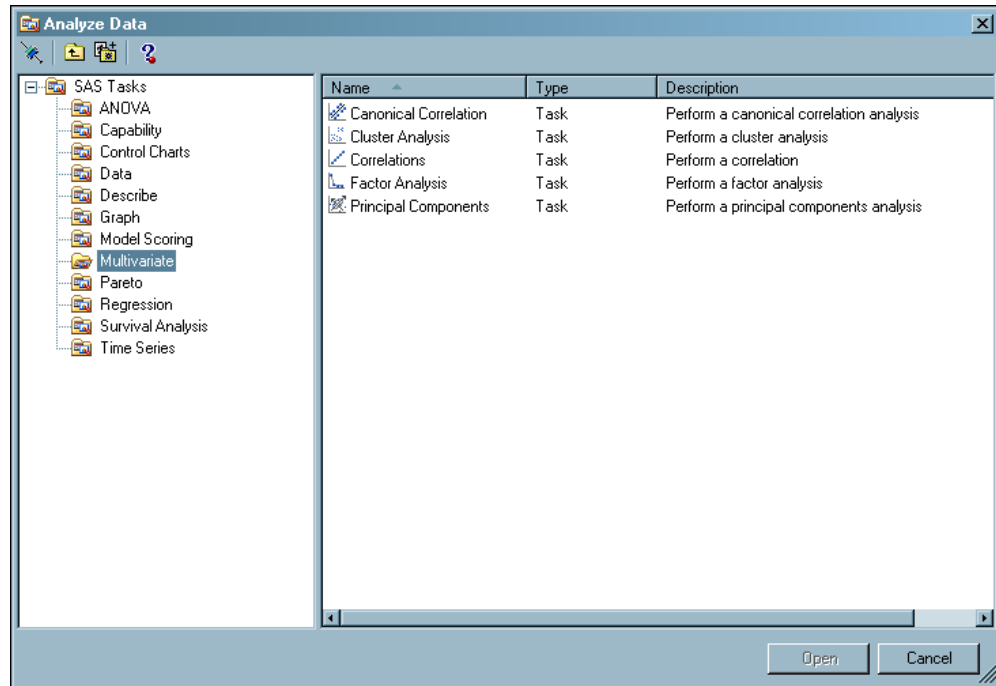 Analyze Data
SAS Tasks
ANOVA
Capability
Control Charts
Data
Describe
Graph
Model Scoring
Multivariate
Pareto
Regression
Survival Analysis
Time Series
Name Type Description
Canonical Correlation Task Perform a canonical correlation analysis
Cluster Analysis Task Perform a cluster analysis
Correlations Task Perform a correlation
Factor Analysis Task Perform a factor analysis
Principal Components Task Perform a principal components analysis
Open Cancel